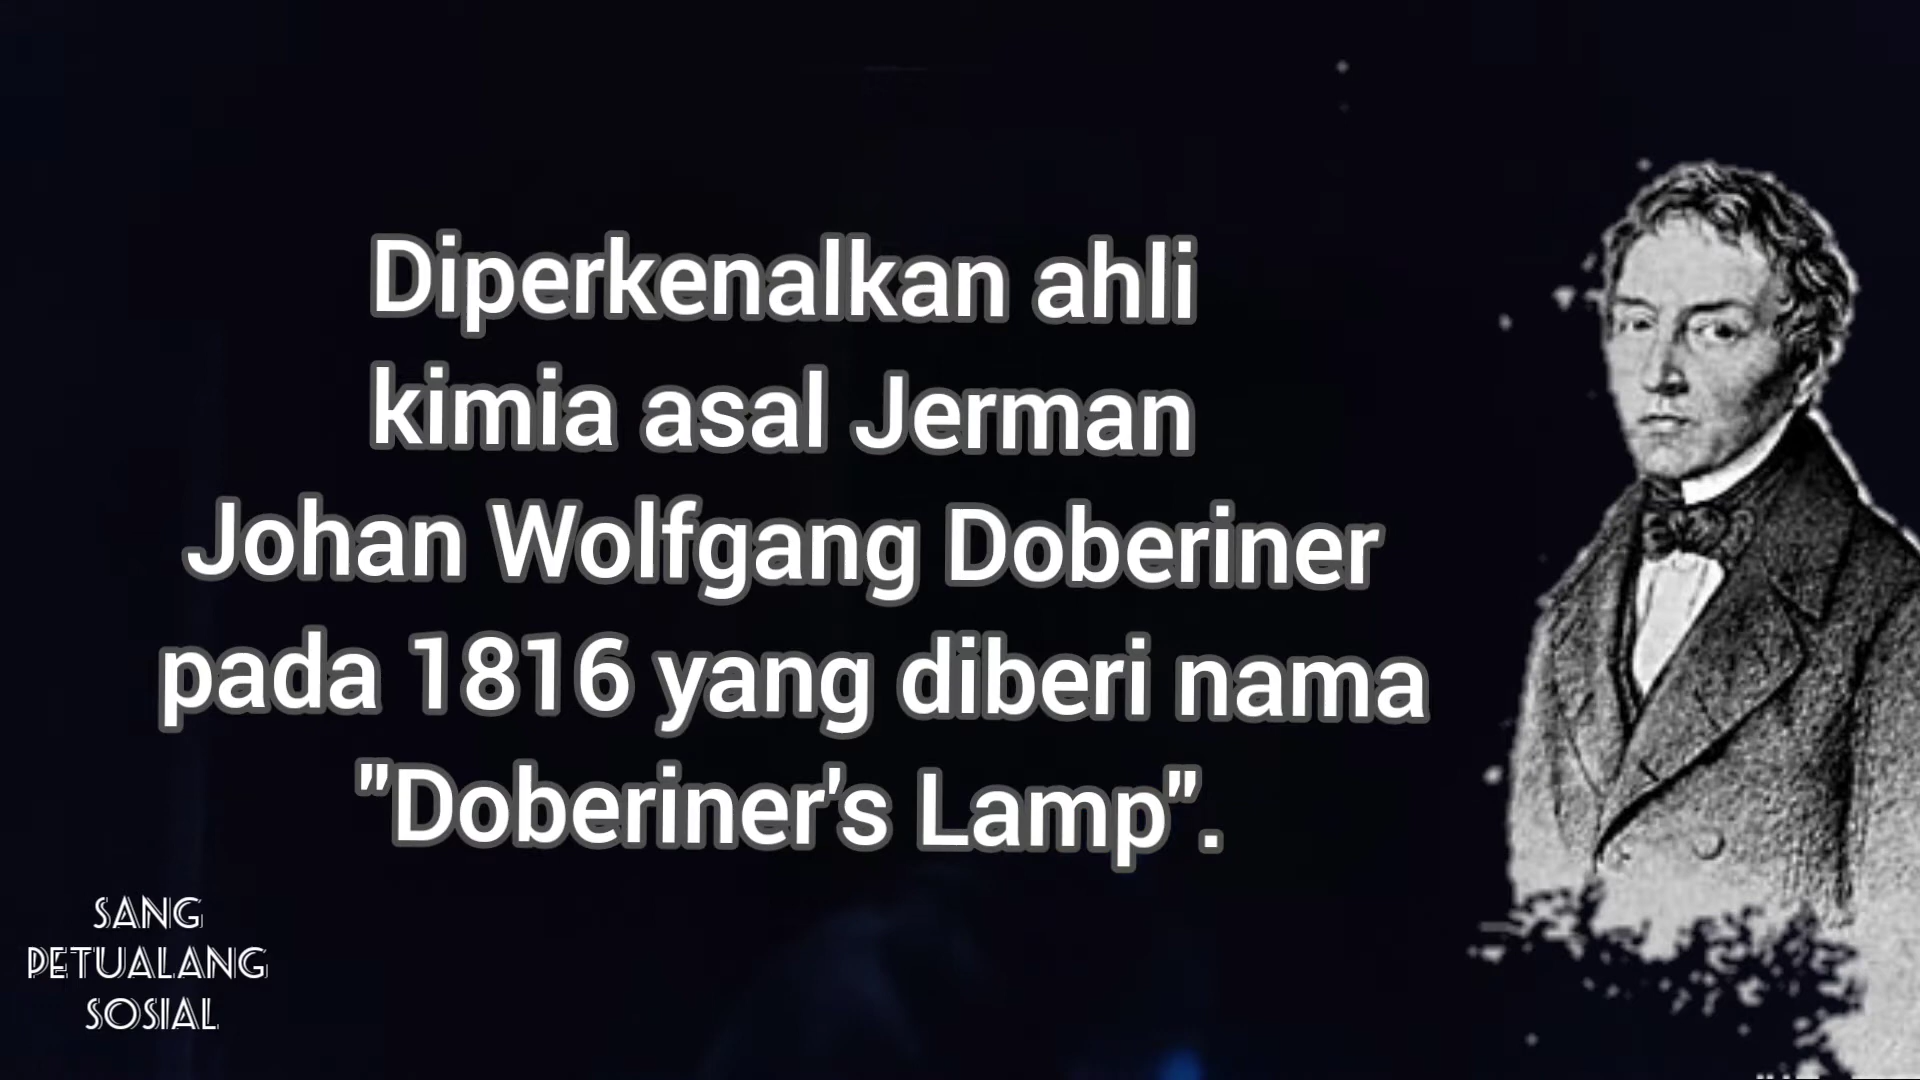 Diperkenalkan ahli
kimia asal Jerman
Johan Wolfgang Doberiner
pada 1816 yang diberi nama
"Doberiner's Lamp".
SANG
PETUALANG
SOSIAL